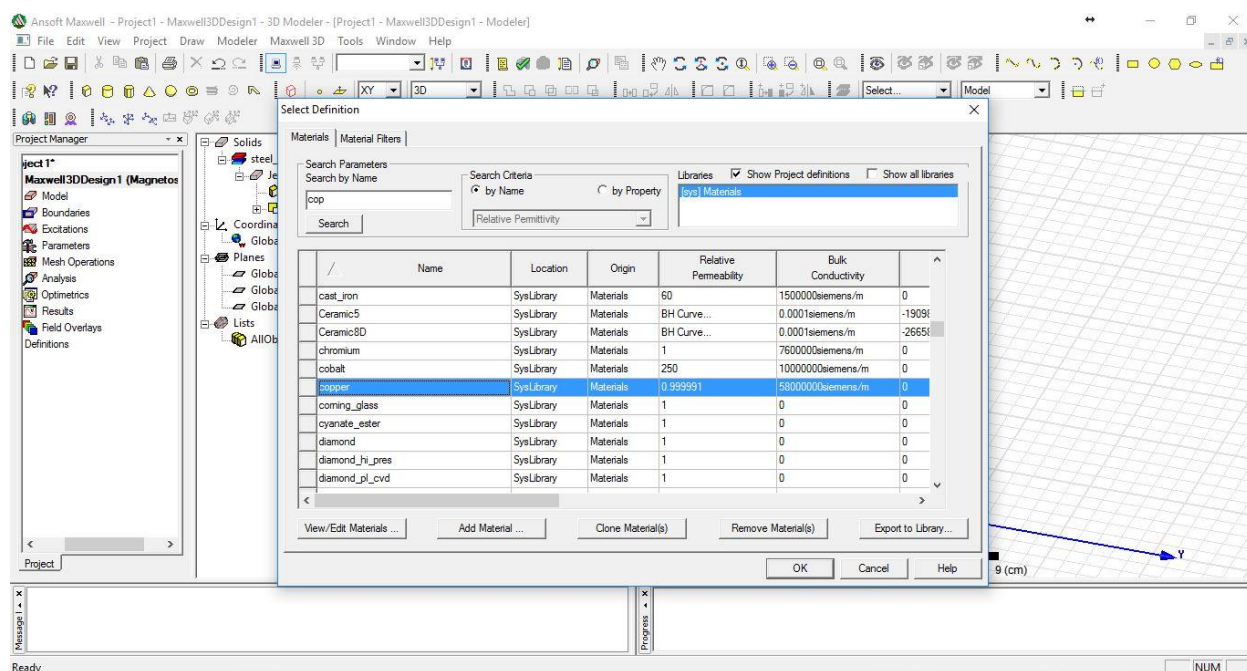 Ansoft Maxwell - Project1 - Maxwell3DDesign1 - 3D Modeler - [Project1 - Maxwell3DDesign1 - Modeler]
File Edit View Project Draw Modeler Maxwell 3D Tools Window Help
XY 3D Select... Model
Project Manager
ject1*
Maxwell3DDesign1 (Magnetos
Model
Boundaries
Excitations
Parameters
Mesh Operations
Analysis
Optimetrics
Results
Field Overlays
Definitions
Project
Solids
steel_
Je
Coordina
Globa
Planes
Globa
Globa
Globa
Lists
AllOb
Select Definition
Materials Material Filters
Search Parameters
Search by Name
cop
Search
Search Criteria
by Name by Property
Relative Permittivity
Libraries Show Project definitions Show all libraries
[sys] Materials
Name Location Origin Relative Permeability Bulk Conductivity
cast_iron SysLibrary Materials 60 1500000siemens/m 0
Ceramic5 SysLibrary Materials BH Curve... 0.0001siemens/m -1909
Ceramic8D SysLibrary Materials BH Curve... 0.0001siemens/m -2665
chromium SysLibrary Materials 1 7600000siemens/m 0
cobalt SysLibrary Materials 250 10000000siemens/m 0
copper SysLibrary Materials 0.999991 58000000siemens/m 0
corning_glass SysLibrary Materials 1 0 0
cyanate_ester SysLibrary Materials 1 0 0
diamond SysLibrary Materials 1 0 0
diamond_hi_pres SysLibrary Materials 1 0 0
diamond_pl_cvd SysLibrary Materials 1 0 0
View/Edit Materials ... Add Material ... Clone Material(s) Remove Material(s) Export to Library...
OK Cancel Help
Y
9 (cm)
Message
Progress
Ready
NUM